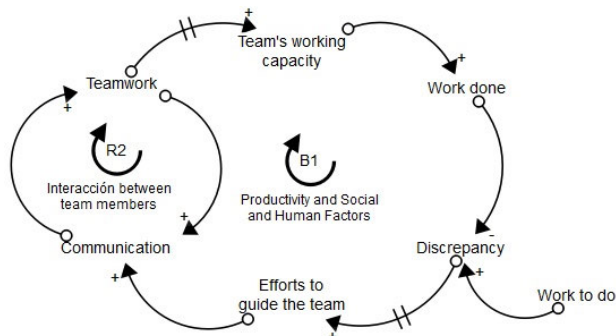 +
Team's working
capacity
+
Teamwork
+
Work done
R2
Interacción between
team members
B1
Productivity and Social
and Human Factors
+
Communication
+
-
Discrepancy
+
Efforts to
guide the team
+
Work to do